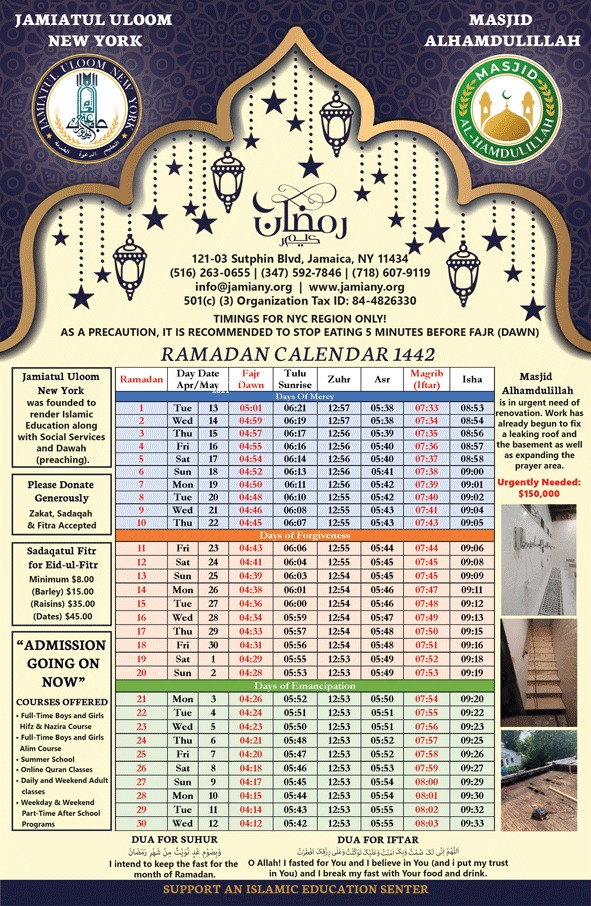 JAMIATUL ULOOM
NEW YORK
MASJID
ALHAMDULILLAH
JAMIATUL ULOOM NEW YORK
MASJID
AL-HAMDULILLAH
رمضان
كريم
121-03 Sutphin Blvd, Jamaica, NY 11434
(516) 263-0655 | (347) 592-7846 | (718) 607-9119
info@jamiany.org | www.jamiany.org
501(c) (3) Organization Tax ID: 84-4826330
TIMINGS FOR NYC REGION ONLY!
AS A PRECAUTION, IT IS RECOMMENDED TO STOP EATING 5 MINUTES BEFORE FAJR (DAWN)
RAMADAN CALENDAR 1442
Jamiatul Uloom
New York
was founded to
render Islamic
Education along
with Social Services
and Dawah
(preaching).
Please Donate
Generously
Zakat, Sadaqah
& Fitra Accepted
Sadaqatul Fitr
for Eid-ul-Fitr
Minimum $8.00
(Barley) $15.00
(Raisins) $35.00
(Dates) $45.00
“ADMISSION
GOING ON
NOW”
COURSES OFFERED
• Full-Time Boys and Girls
Hifz & Nazira Course
• Full-Time Boys and Girls
Alim Course
• Summer School
• Online Quran Classes
• Daily and Weekend Adult
classes
• Weekday & Weekend
Part-Time After School
Programs
Ramadan Day Date Apr/May 2021 Fajr Dawn Tulu Sunrise Zuhr Asr Magrib (Iftar) Isha
Days Of Mercy
1 Tue 13 05:01 06:21 12:57 05:38 07:33 08:53
2 Wed 14 04:59 06:19 12:57 05:38 07:34 08:54
3 Thu 15 04:57 06:17 12:56 05:39 07:35 08:56
4 Fri 16 04:55 06:16 12:56 05:40 07:36 08:57
5 Sat 17 04:54 06:14 12:56 05:40 07:37 08:58
6 Sun 18 04:52 06:13 12:56 05:41 07:38 09:00
7 Mon 19 04:50 06:11 12:56 05:42 07:39 09:01
8 Tue 20 04:48 06:10 12:55 05:42 07:40 09:02
9 Wed 21 04:46 06:08 12:55 05:43 07:41 09:04
10 Thu 22 04:45 06:07 12:55 05:43 07:43 09:05
Days of Forgiveness
11 Fri 23 04:43 06:06 12:55 05:44 07:44 09:06
12 Sat 24 04:41 06:04 12:55 05:45 07:45 09:08
13 Sun 25 04:39 06:03 12:54 05:45 07:45 09:09
14 Mon 26 04:38 06:01 12:54 05:46 07:47 09:11
15 Tue 27 04:36 06:00 12:54 05:46 07:48 09:12
16 Wed 28 04:34 05:59 12:54 05:47 07:49 09:13
17 Thu 29 04:33 05:57 12:54 05:48 07:50 09:15
18 Fri 30 04:31 05:56 12:54 05:48 07:51 09:16
19 Sat 1 04:29 05:55 12:53 05:49 07:52 09:18
20 Sun 2 04:28 05:53 12:53 05:49 07:53 09:19
Days of Emancipation
21 Mon 3 04:26 05:52 12:53 05:50 07:54 09:20
22 Tue 4 04:24 05:51 12:53 05:51 07:55 09:22
23 Wed 5 04:23 05:50 12:53 05:51 07:56 09:23
24 Thu 6 04:21 05:48 12:53 05:52 07:57 09:25
25 Fri 7 04:20 05:47 12:53 05:52 07:58 09:26
26 Sat 8 04:18 05:46 12:53 05:53 07:59 09:27
27 Sun 9 04:17 05:45 12:53 05:54 08:00 09:29
28 Mon 10 04:15 05:44 12:53 05:54 08:01 09:30
29 Tue 11 04:14 05:43 12:53 05:55 08:02 09:32
30 Wed 12 04:12 05:42 12:53 05:55 08:03 09:33
Masjid
Alhamdulillah
is in urgent need of
renovation. Work has
already begun to fix
a leaking roof and
the basement as well
as expanding the
prayer area.
Urgently Needed:
$150,000
DUA FOR SUHUR
وَبِصَوْمِ غَدٍ نَّوَيْتُ مِنْ شَهْرِ رَمَضَانَ
I intend to keep the fast for the
month of Ramadan.
DUA FOR IFTAR
اَللّٰهُمَّ اِنِّى لَكَ صُمْتُ وَبِكَ اٰمَنْتُ وَعَلَيْكَ تَوَكَّلْتُ وَعَلٰى رِزْقِكَ اَفْطَرْتُ
O Allah! I fasted for You and I believe in You (and i put my trust
in You) and I break my fast with Your food and drink.
SUPPORT AN ISLAMIC EDUCATION SENTER